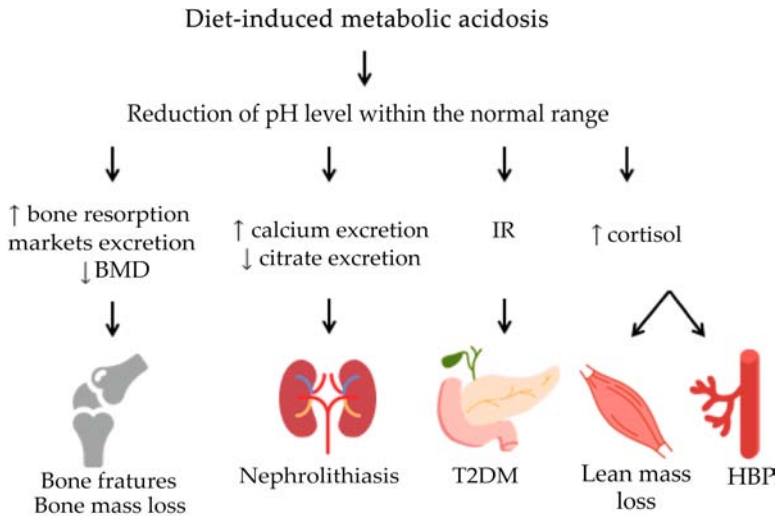 Diet-induced metabolic acidosis
Reduction of pH level within the normal range
↑ bone resorption
markets excretion
↓BMD
↑ calcium excretion
↓ citrate excretion
IR
↑ cortisol
Bone fratures
Bone mass loss
Nephrolithiasis
T2DM
Lean mass
loss
HBP